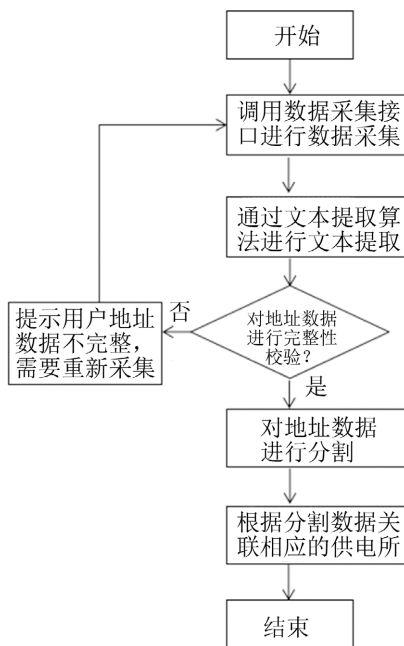 开始
调用数据采集接
口进行数据采集
通过文本提取算
法进行文本提取
对地址数据
进行完整性
校验？
否
提示用户地址
数据不完整，
需要重新采集
是
对地址数据
进行分割
根据分割数据关
联相应的供电所
结束